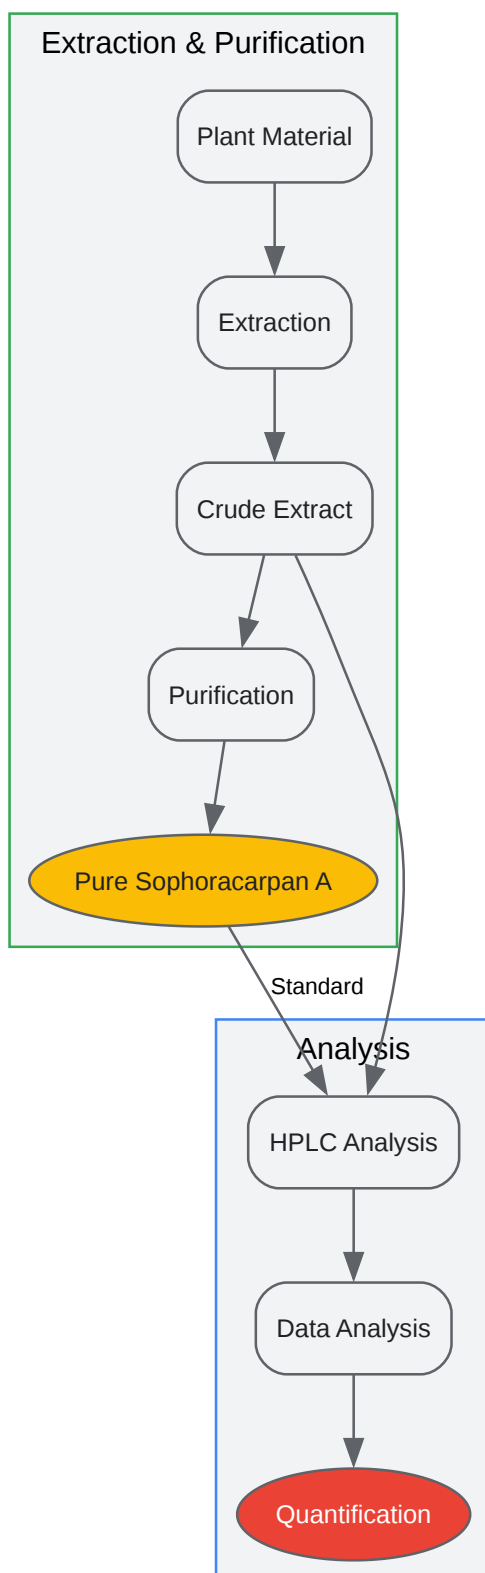 Extraction & Purification
Plant Material
Extraction
Crude Extract
Purification
Pure Sophoracarpan A
Standard
Analysis
HPLC Analysis
Data Analysis
Quantification